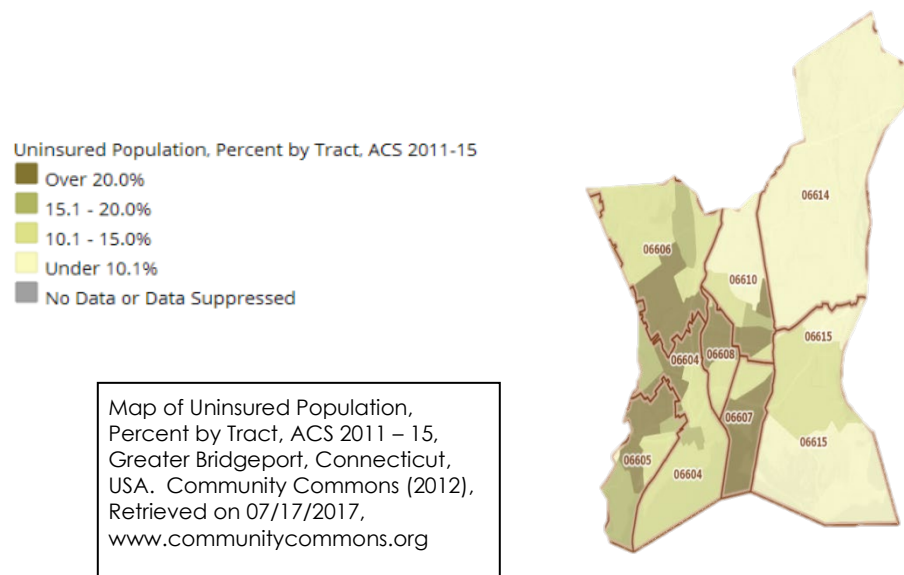 Uninsured Population, Percent by Tract, ACS 2011-15
Over 20.0%
15.1 - 20.0%
10.1 - 15.0%
Under 10.1%
No Data or Data Suppressed
06614
06606
06610
06615
06604
06608
06607
06615
06605
06604
Map of Uninsured Population,
Percent by Tract, ACS 2011 – 15,
Greater Bridgeport, Connecticut,
USA.  Community Commons (2012),
Retrieved on 07/17/2017,
www.communitycommons.org